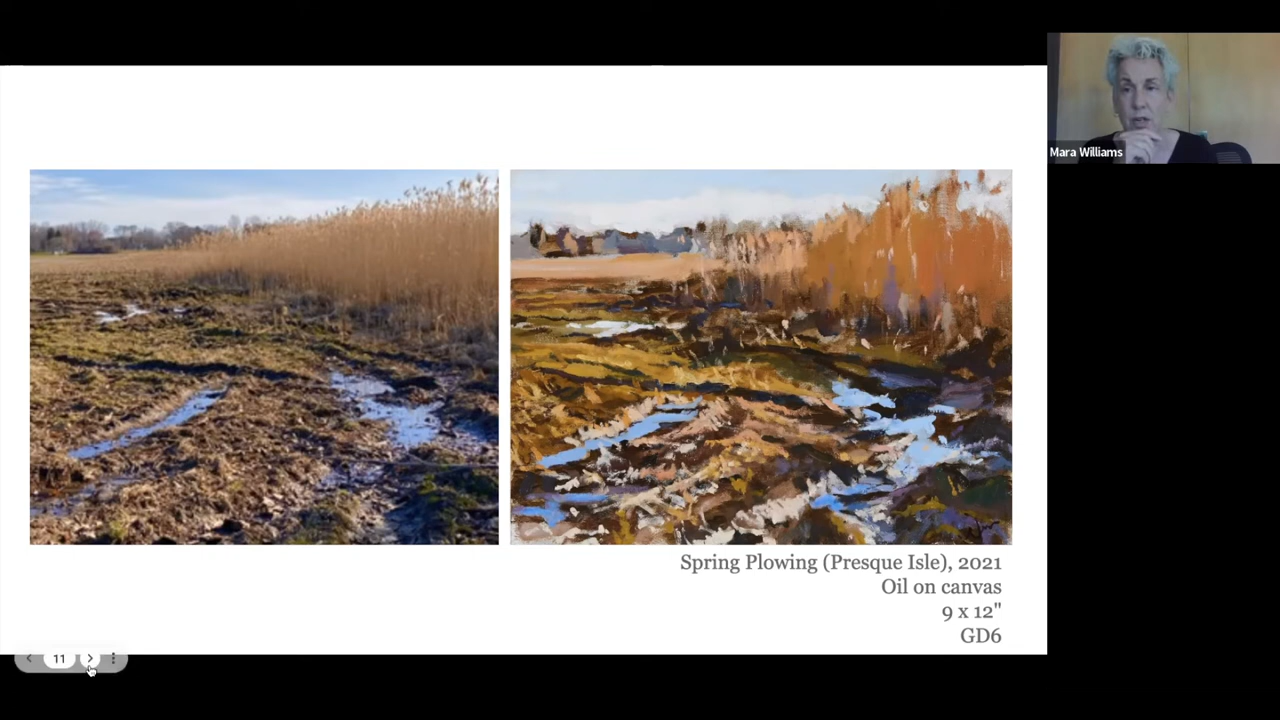 Mara Williams
Spring Plowing (Presque Isle), 2021
Oil on canvas
9 x 12"
GD6
11